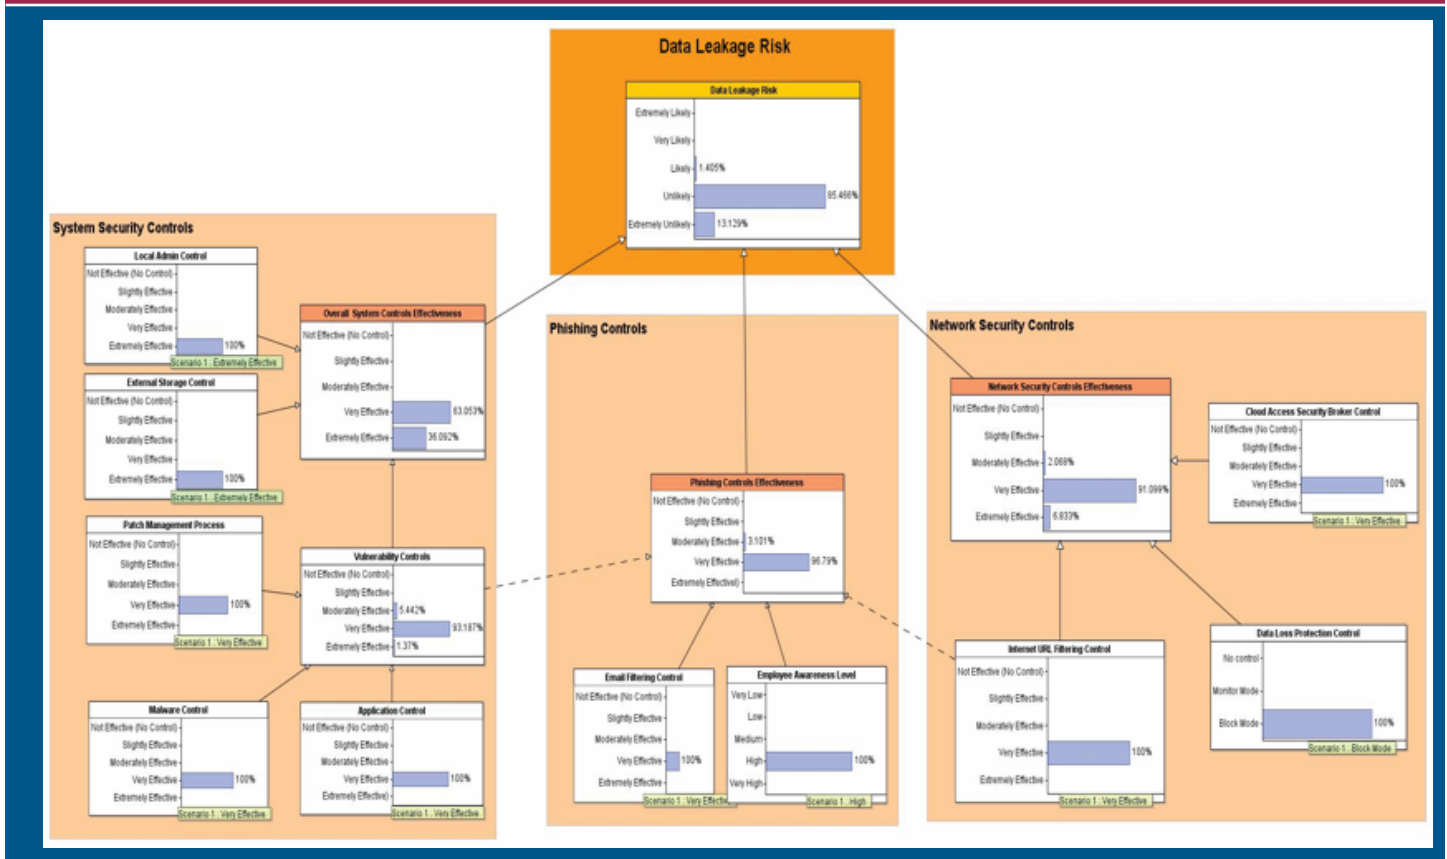 Data Leakage Risk
Data Leakage Risk
Extremely Likely
Very Likely
Likely 1.405%
Unlikely 85.466%
Extremely Unlikely 13.129%
System Security Controls
Local Admin Control
Not Effective (No Control)
Slightly Effective
Moderately Effective
Very Effective
Extremely Effective 100%
Scenario 1 : Extremely Effective
External Storage Control
Not Effective (No Control)
Slightly Effective
Moderately Effective
Very Effective
Extremely Effective 100%
Scenario 1 : Extremely Effective
Patch Management Process
Not Effective (No Control)
Slightly Effective
Moderately Effective
Very Effective 100%
Extremely Effective
Scenario 1 : Very Effective
Malware Control
Not Effective (No Control)
Slightly Effective
Moderately Effective
Very Effective 100%
Extremely Effective
Scenario 1 : Very Effective
Overall System Controls Effectiveness
Not Effective (No Control)
Slightly Effective
Moderately Effective
Very Effective 63.053%
Extremely Effective 36.092%
Vulnerability Controls
Not Effective (No Control)
Slightly Effective
Moderately Effective 5.442%
Very Effective 93.187%
Extremely Effective 1.37%
Application Control
Not Effective (No Control)
Slightly Effective
Moderately Effective
Very Effective 100%
Extremely Effective)
Scenario 1 : Very Effective
Phishing Controls
Phishing Controls Effectiveness
Not Effective (No Control)
Slightly Effective
Moderately Effective 3.101%
Very Effective 96.79%
Extremely Effectivel)
Email Filtering Control
Not Effective (No Control)
Slightly Effective
Moderately Effective
Very Effective 100%
Extremely Effective
Scenario 1 : Very Effective
Employee Awareness Level
Very Low
Low
Medium
High 100%
Very High
Scenario 1 : High
Network Security Controls
Network Security Controls Effectiveness
Not Effective (No Control)
Slightly Effective
Moderately Effective 2.068%
Very Effective 91.099%
Extremely Effective 6.833%
Cloud Access Security Broker Control
Not Effective (No Control)
Slightly Effective
Moderately Effective
Very Effective 100%
Extremely Effective
Scenario 1 : Very Effective
Internet URL Filtering Control
Not Effective (No Control)
Slightly Effective
Moderately Effective
Very Effective 100%
Extremely Effective
Scenario 1 : Very Effective
Data Loss Protection Control
No control
Monitor Mode
Block Mode 100%
Scenario 1 : Block Mode